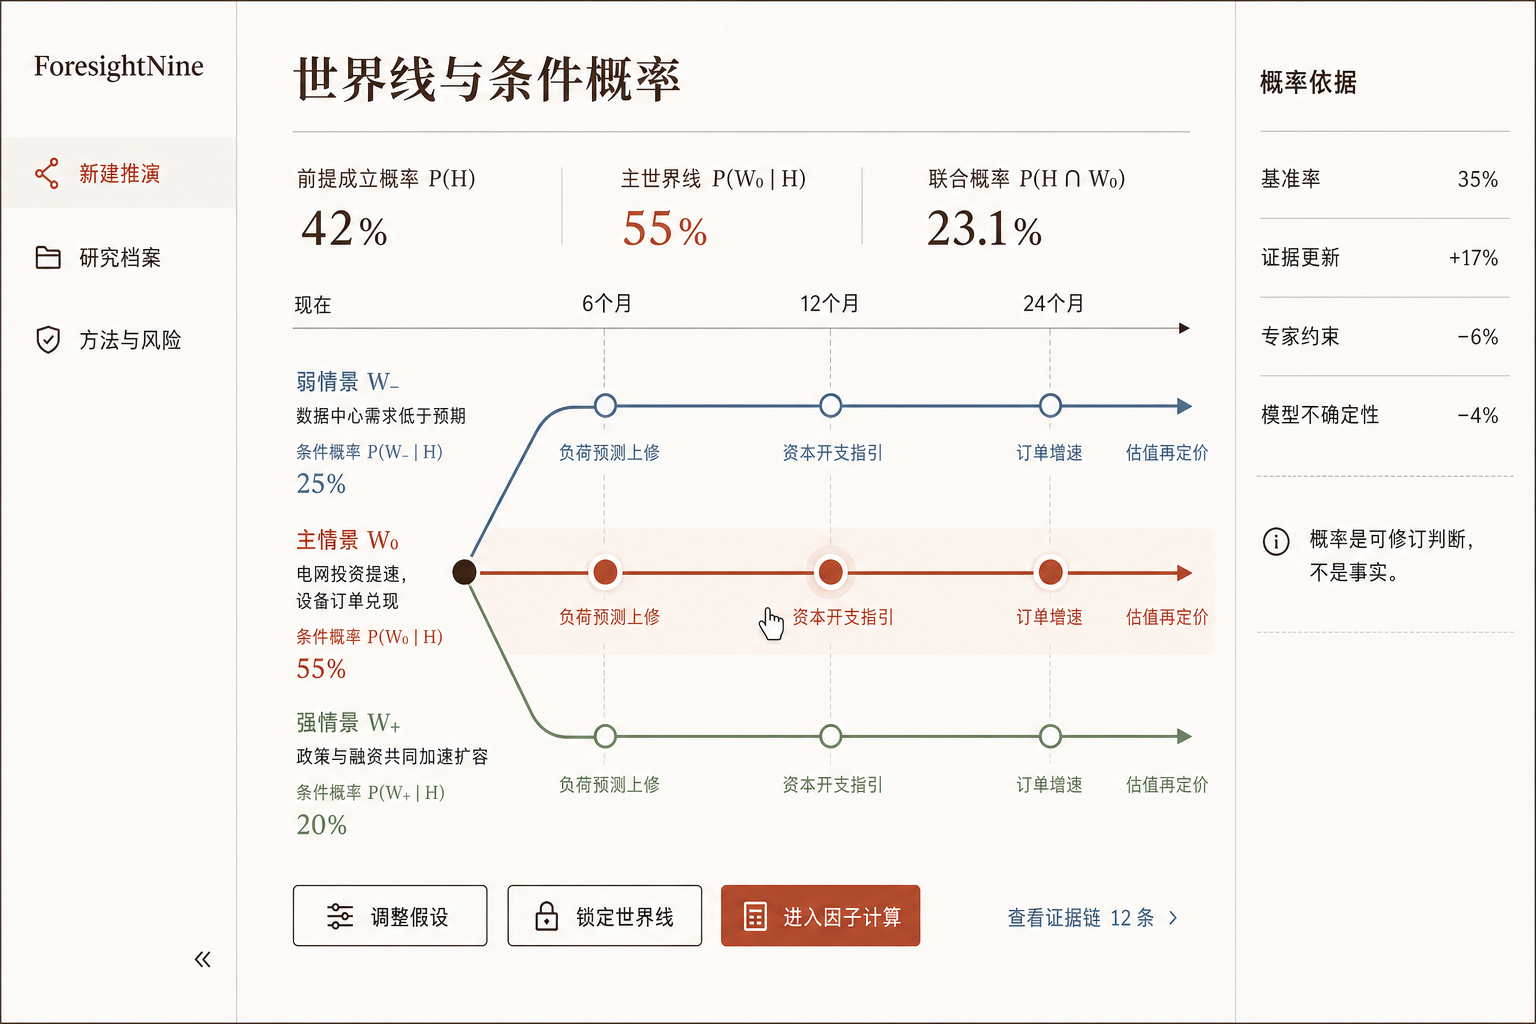 ForesightNine
新建推演
研究档案
方法与风险
世界线与条件概率
前提成立概率 P(H)
42%
主世界线 P(W₀ | H)
55%
联合概率 P(H ∩ W₀)
23.1%
现在
6个月
12个月
24个月
弱情景 W₋
数据中心需求低于预期
条件概率 P(W₋ | H)
25%
负荷预测上修
资本开支指引
订单增速
估值再定价
主情景 W₀
电网投资提速，
设备订单兑现
条件概率 P(W₀ | H)
55%
负荷预测上修
资本开支指引
订单增速
估值再定价
强情景 W₊
政策与融资共同加速扩容
条件概率 P(W₊ | H)
20%
负荷预测上修
资本开支指引
订单增速
估值再定价
调整假设
锁定世界线
进入因子计算
查看证据链 12 条
概率依据
基准率 35%
证据更新 +17%
专家约束 −6%
模型不确定性 −4%
概率是可修订判断，
不是事实。